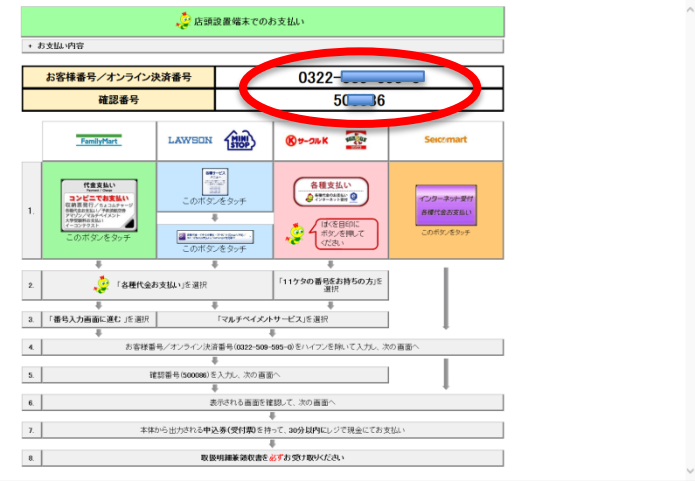 店頭設置端末でのお支払い
+ お支払い内容
お客様番号／オンライン決済番号
0322-
確認番号
50 36
FamilyMart
LAWSON
MINI STOP
サークルK
Seicomart
1.
代金支払い
コンビニでお支払い
このボタンをタッチ
各種サービス
このボタンをタッチ
このボタンをタッチ
各種支払い
ぼくを目印に
ボタンを押して
ください
インターネット受付
各種代金お支払い
このボタンをタッチ
2.
「各種代金お支払い」を選択
「11ケタの番号をお持ちの方」を
選択
3.
「番号入力画面に進む」を選択
「マルチペイメントサービス」を選択
4.
お客様番号／オンライン決済番号(0322-509-595-0)をハイフンを除いて入力し、次の画面へ
5.
確認番号(500086)を入力し、次の画面へ
6.
表示される画面を確認して、次の画面へ
7.
本体から出力される申込券(受付票)を持って、30分以内にレジで現金にてお支払い
8.
取扱明細兼領収書を必ずお受け取りください